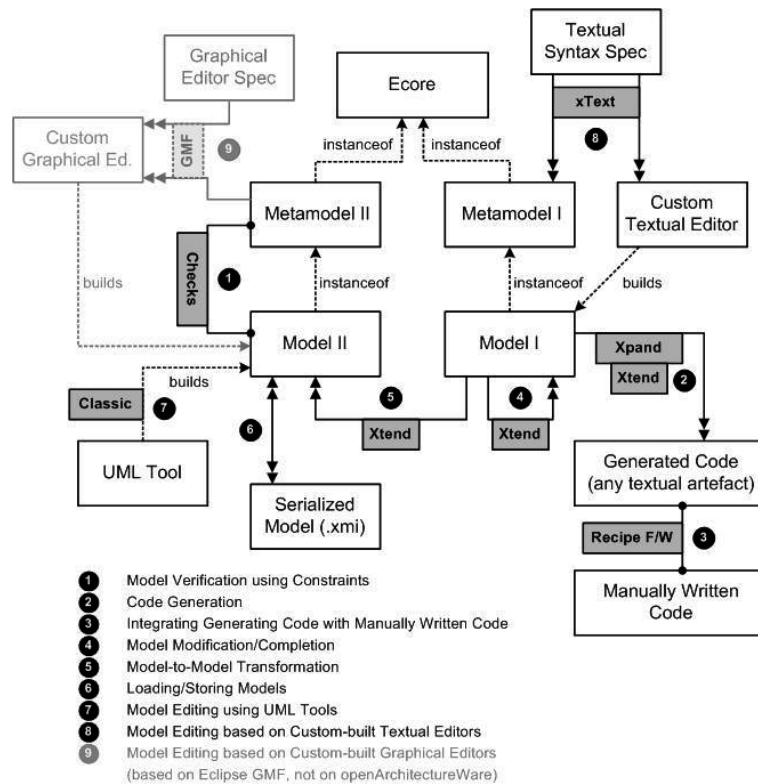 Textual
Syntax Spec
Graphical
Editor Spec
Ecore
xText
8
Custom
Graphical Ed.
GMF
9
instanceof
instanceof
Metamodel II
Metamodel I
Custom
Textual Editor
Checks
1
builds
instanceof
instanceof
builds
Model II
Model I
Xpand
Xtend
2
builds
Classic
7
5
4
Xtend
Xtend
6
UML Tool
Serialized
Model (.xmi)
Generated Code
(any textual artefact)
Recipe F/W
3
Manually Written
Code
1 Model Verification using Constraints
2 Code Generation
3 Integrating Generating Code with Manually Written Code
4 Model Modification/Completion
5 Model-to-Model Transformation
6 Loading/Storing Models
7 Model Editing using UML Tools
8 Model Editing based on Custom-built Textual Editors
9 Model Editing based on Custom-built Graphical Editors
(based on Eclipse GMF, not on openArchitectureWare)